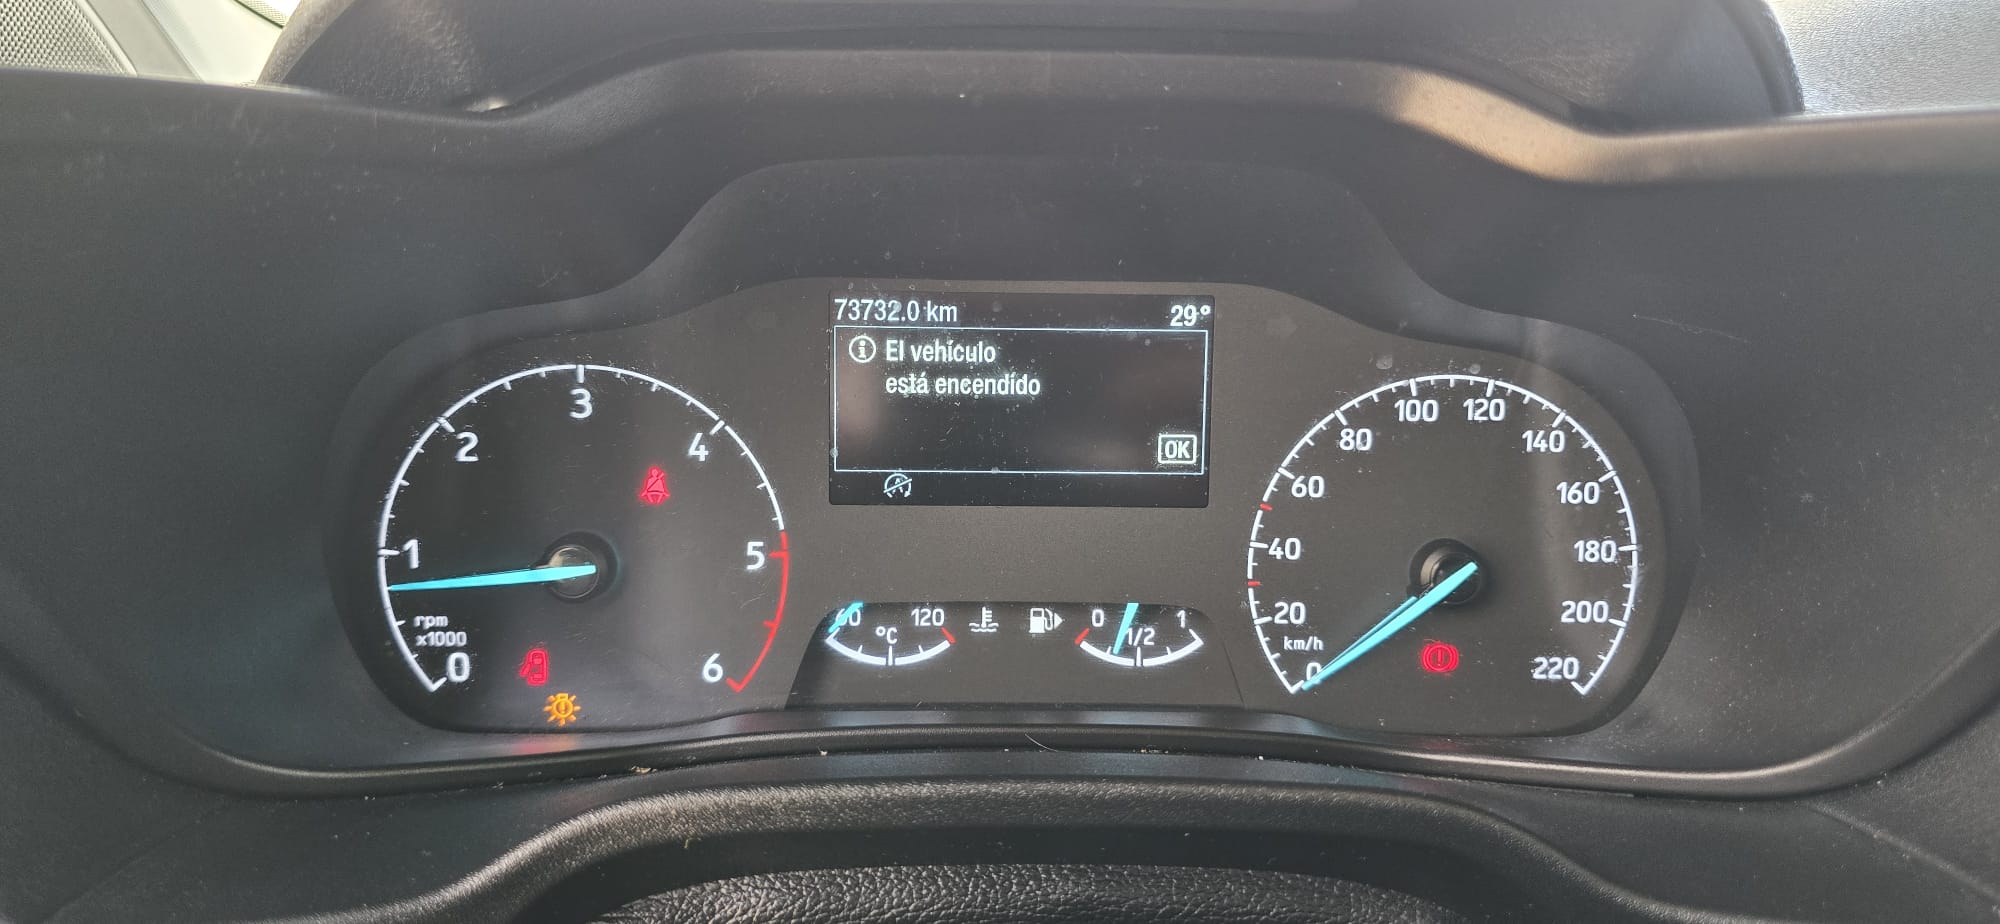 73732.0 km 29°
El vehículo
está encendido
OK
0 1 2 3 4 5 6
rpm
x1000
60 120
°C
0 1/2 1
0 20 40 60 80 100 120 140 160 180 200 220
km/h